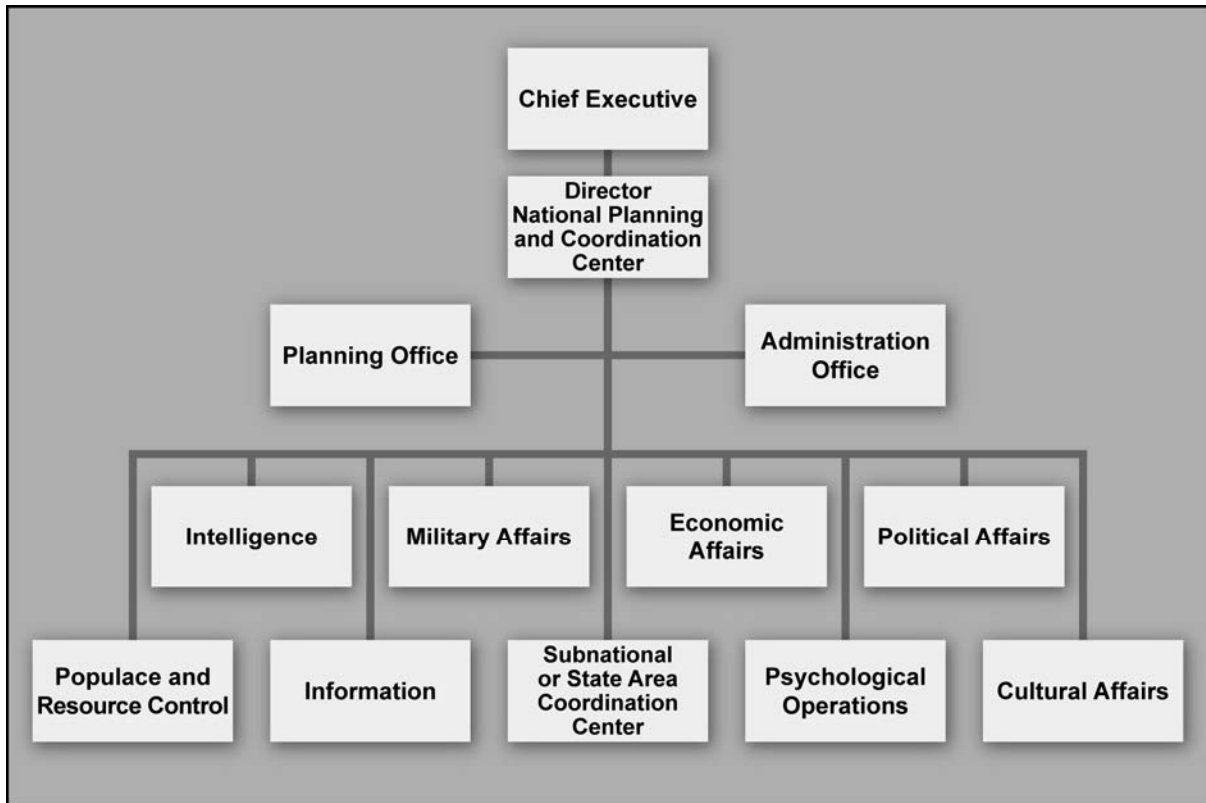 Chief Executive
Director
National Planning
and Coordination
Center
Planning Office
Administration
Office
Intelligence
Military Affairs
Economic
Affairs
Political Affairs
Populace and
Resource Control
Information
Subnational
or State Area
Coordination
Center
Psychological
Operations
Cultural Affairs